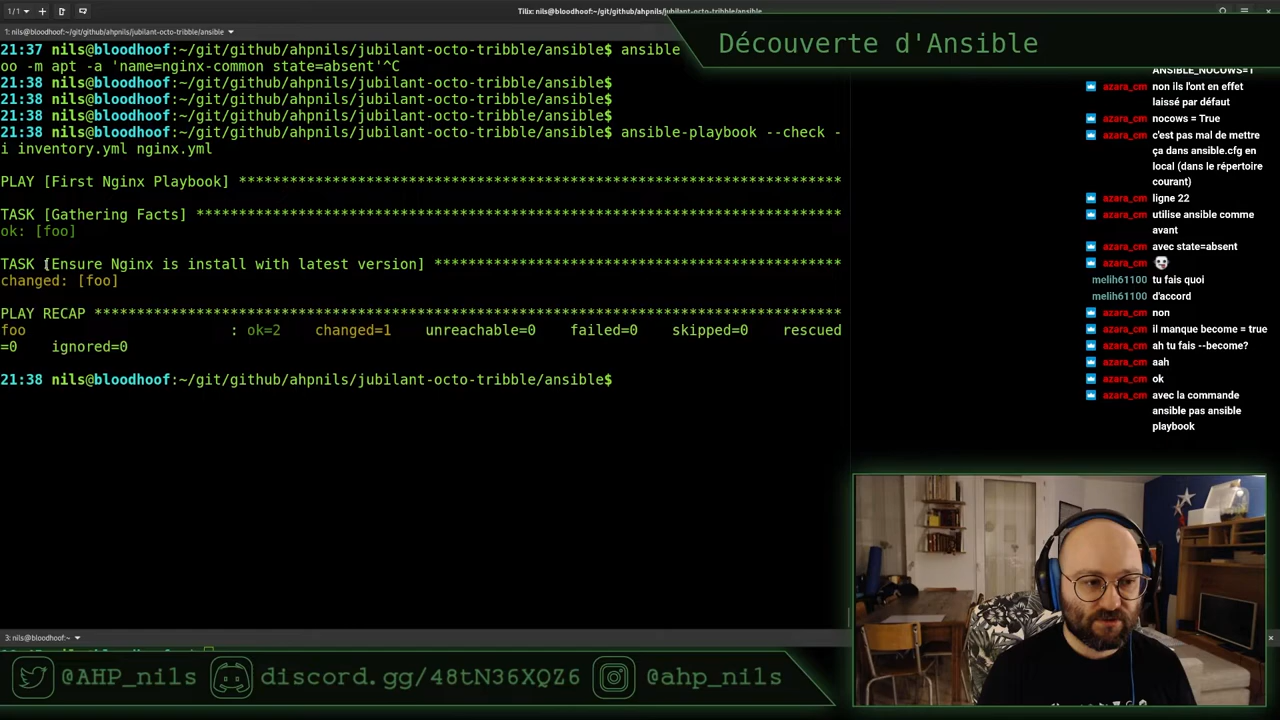 1/1
Tilix: nils@bloodhoof:~/git/github/ahpnils/jubilant-octo-tribble/ansible
1: nils@bloodhoof:~/git/github/ahpnils/jubilant-octo-tribble/ansible
21:37 nils@bloodhoof:~/git/github/ahpnils/jubilant-octo-tribble/ansible$ ansible
oo -m apt -a 'name=nginx-common state=absent'^C
21:38 nils@bloodhoof:~/git/github/ahpnils/jubilant-octo-tribble/ansible$
21:38 nils@bloodhoof:~/git/github/ahpnils/jubilant-octo-tribble/ansible$
21:38 nils@bloodhoof:~/git/github/ahpnils/jubilant-octo-tribble/ansible$
21:38 nils@bloodhoof:~/git/github/ahpnils/jubilant-octo-tribble/ansible$ ansible-playbook --check -
i inventory.yml nginx.yml
PLAY [First Nginx Playbook] ***********************************************************************
TASK [Gathering Facts] ****************************************************************************
ok: [foo]
TASK [Ensure Nginx is install with latest version] ************************************************
changed: [foo]
PLAY RECAP ****************************************************************************************
foo : ok=2 changed=1 unreachable=0 failed=0 skipped=0 rescued
=0 ignored=0
21:38 nils@bloodhoof:~/git/github/ahpnils/jubilant-octo-tribble/ansible$
3: nils@bloodhoof:~
Découverte d'Ansible
ANSIBLE_NOCOWS=1
azara_cm non ils l'ont en effet
laissé par défaut
azara_cm nocows = True
azara_cm c'est pas mal de mettre
ça dans ansible.cfg en
local (dans le répertoire
courant)
azara_cm ligne 22
azara_cm utilise ansible comme
avant
azara_cm avec state=absent
azara_cm
melih61100 tu fais quoi
melih61100 d'accord
azara_cm non
azara_cm il manque become = true
azara_cm ah tu fais --become?
azara_cm aah
azara_cm ok
azara_cm avec la commande
ansible pas ansible
playbook
@AHP_nils discord.gg/48tN36XQZ6 @ahp_nils